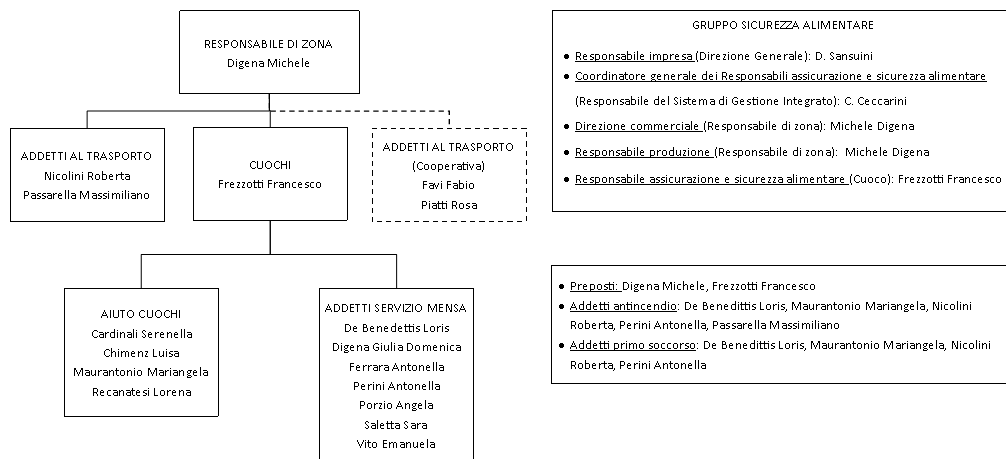 RESPONSABILE DI ZONA
Digena Michele
ADDETTI AL TRASPORTO
Nicolini Roberta
Passarella Massimiliano
CUOCHI
Frezzotti Francesco
ADDETTI AL TRASPORTO
(Cooperativa)
Favi Fabio
Piatti Rosa
AIUTO CUOCHI
Cardinali Serenella
Chimenz Luisa
Maurantonio Mariangela
Recanatesi Lorena
ADDETTI SERVIZIO MENSA
De Benedettis Loris
Digena Giulia Domenica
Ferrara Antonella
Perini Antonella
Porzio Angela
Saletta Sara
Vito Emanuela
GRUPPO SICUREZZA ALIMENTARE
• Responsabile impresa (Direzione Generale): D. Sansuini
• Coordinatore generale dei Responsabili assicurazione e sicurezza alimentare
(Responsabile del Sistema di Gestione Integrato): C. Ceccarini
• Direzione commerciale (Responsabile di zona): Michele Digena
• Responsabile produzione (Responsabile di zona): Michele Digena
• Responsabile assicurazione e sicurezza alimentare (Cuoco): Frezzotti Francesco
• Preposti: Digena Michele, Frezzotti Francesco
• Addetti antincendio: De Benedittis Loris, Maurantonio Mariangela, Nicolini
Roberta, Perini Antonella, Passarella Massimiliano
• Addetti primo soccorso: De Benedittis Loris, Maurantonio Mariangela, Nicolini
Roberta, Perini Antonella